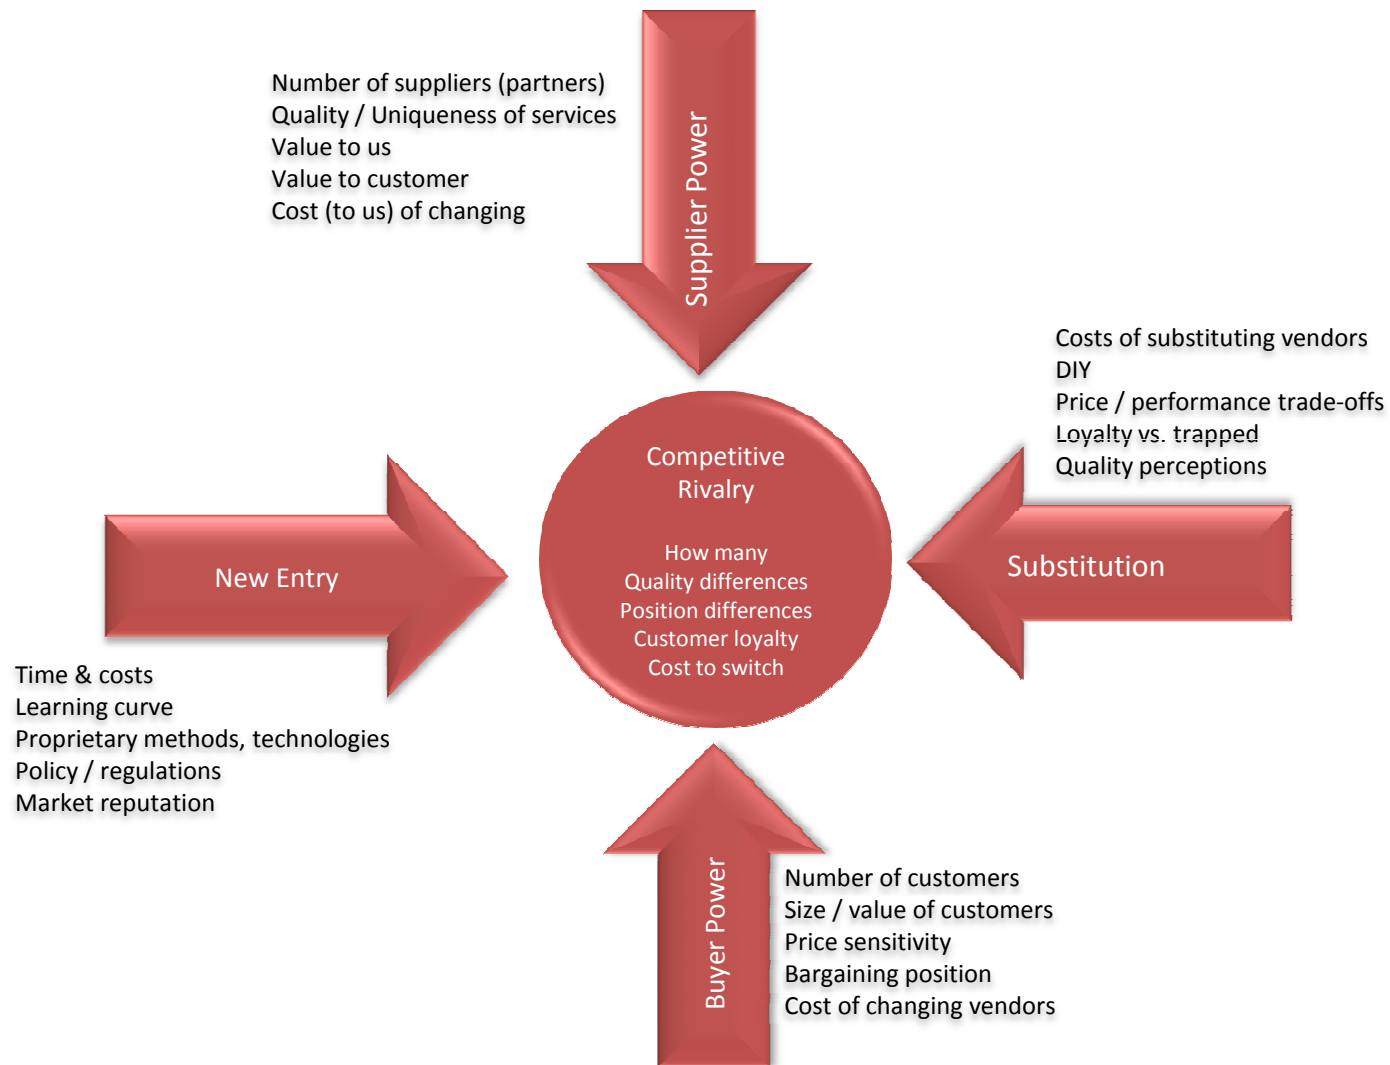 Number of suppliers (partners)
Quality / Uniqueness of services
Value to us
Value to customer
Cost (to us) of changing
Supplier Power
Costs of substituting vendors
DIY
Price / performance trade-offs
Loyalty vs. trapped
Quality perceptions
Substitution
Competitive
Rivalry
How many
Quality differences
Position differences
Customer loyalty
Cost to switch
New Entry
Time & costs
Learning curve
Proprietary methods, technologies
Policy / regulations
Market reputation
Buyer Power
Number of customers
Size / value of customers
Price sensitivity
Bargaining position
Cost of changing vendors